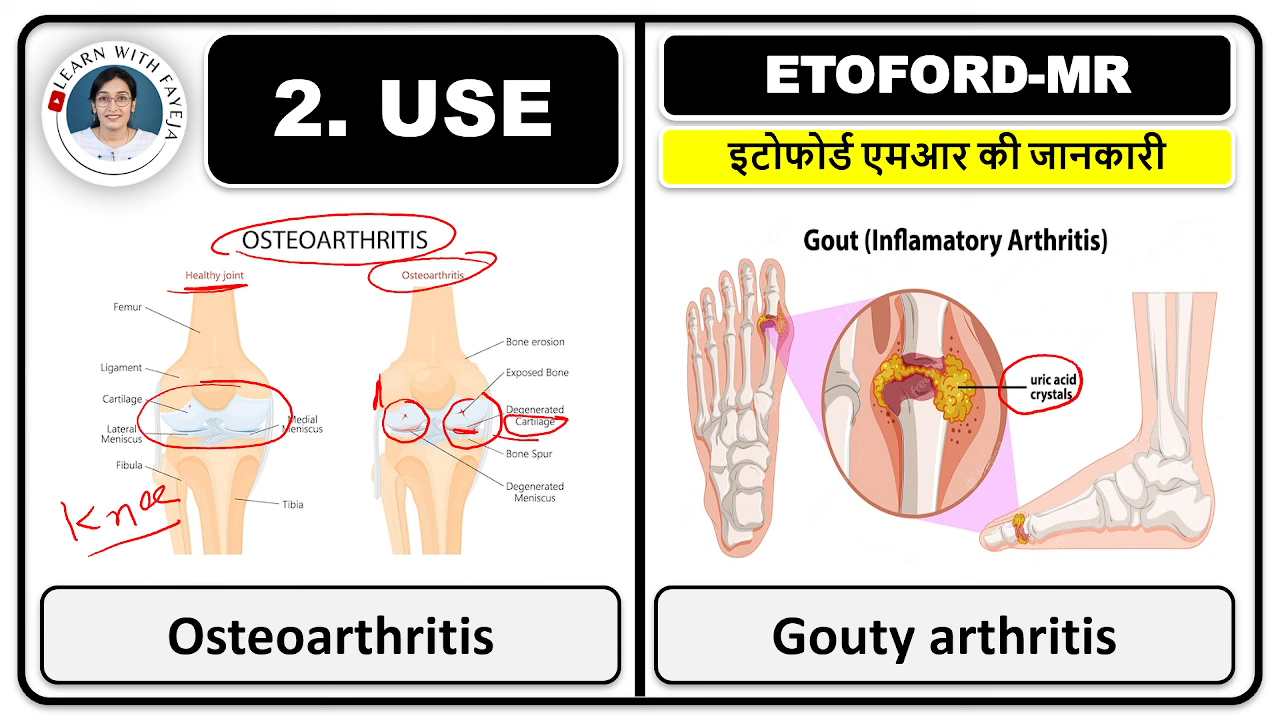 LEARN WITH FAYEJA
2. USE
ETOFORD-MR
इटोफोर्ड एमआर की जानकारी
OSTEOARTHRITIS
Healthy joint
Osteoarthritis
Femur
Ligament
Cartilage
Lateral
Meniscus
Medial
Meniscus
Fibula
Tibia
Knee
Bone erosion
Exposed Bone
Degenerated
Cartilage
Bone Spur
Degenerated
Meniscus
Osteoarthritis
Gout (Inflamatory Arthritis)
uric acid
crystals
Gouty arthritis